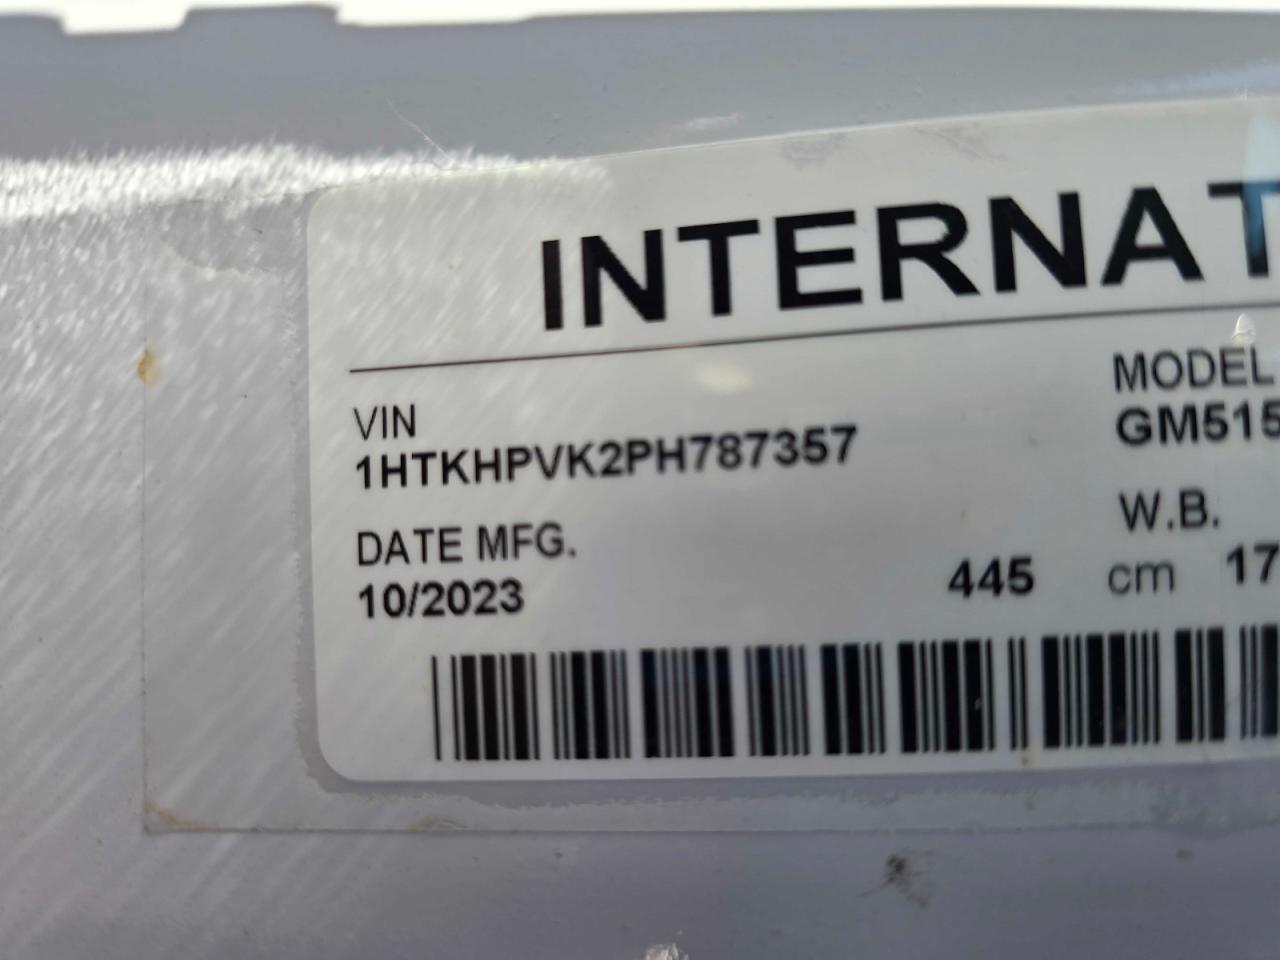 INTERNAT
VIN
MODEL
1HTKHPVK2PH787357
GM515
DATE MFG.
W.B.
10/2023
445 cm 17